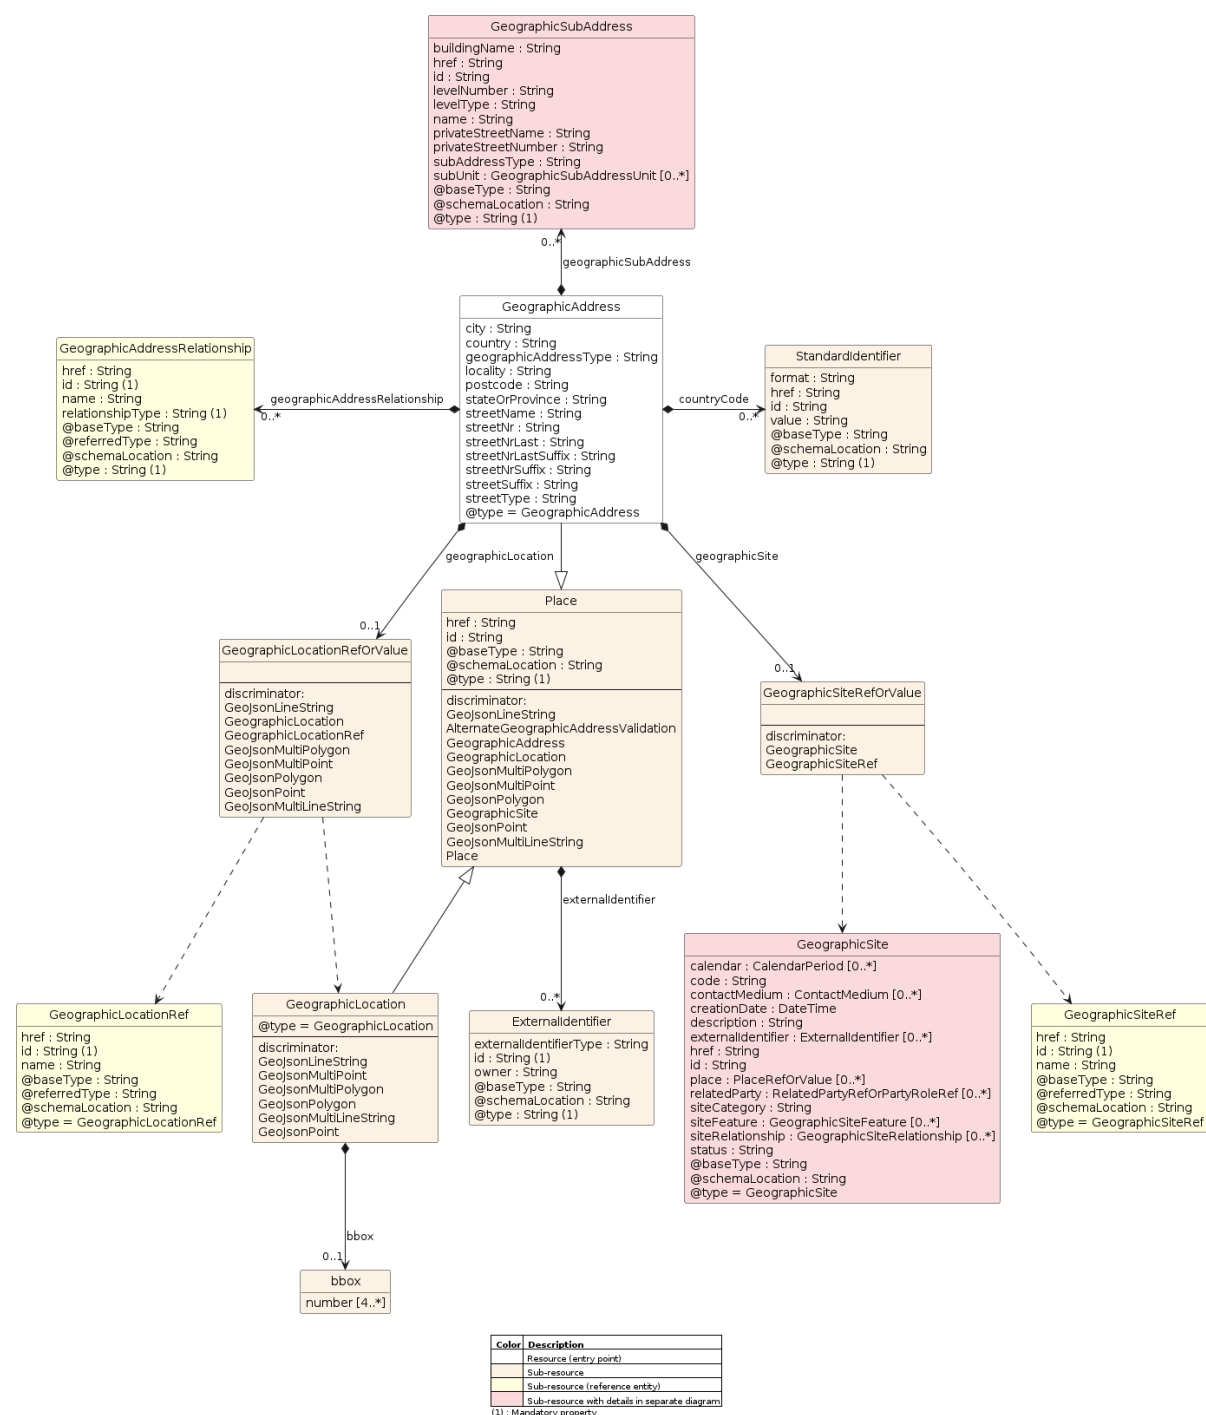 GeographicSubAddress
buildingName : String
href : String
id : String
levelNumber : String
levelType : String
name : String
privateStreetName : String
privateStreetNumber : String
subAddressType : String
subUnit : GeographicSubAddressUnit [0..*]
@baseType : String
@schemaLocation : String
@type : String (1)
0..*
geographicSubAddress
GeographicAddress
city : String
country : String
geographicAddressType : String
locality : String
postcode : String
stateOrProvince : String
streetName : String
streetNr : String
streetNrLast : String
streetNrLastSuffix : String
streetNrSuffix : String
streetSuffix : String
streetType : String
@type = GeographicAddress
GeographicAddressRelationship
href : String
id : String (1)
name : String
relationshipType : String (1)
@baseType : String
@referredType : String
@schemaLocation : String
@type : String (1)
geographicAddressRelationship
0..*
countryCode
0..*
StandardIdentifier
format : String
href : String
id : String
value : String
@baseType : String
@schemaLocation : String
@type : String (1)
geographicLocation
0..1
geographicSite
0..1
GeographicLocationRefOrValue
discriminator:
GeoJsonLineString
GeographicLocation
GeographicLocationRef
GeoJsonMultiPolygon
GeoJsonMultiPoint
GeoJsonPolygon
GeoJsonPoint
GeoJsonMultiLineString
Place
href : String
id : String
@baseType : String
@schemaLocation : String
@type : String (1)
discriminator:
GeoJsonLineString
AlternateGeographicAddressValidation
GeographicAddress
GeographicLocation
GeoJsonMultiPolygon
GeoJsonMultiPoint
GeoJsonPolygon
GeographicSite
GeoJsonPoint
GeoJsonMultiLineString
Place
GeographicSiteRefOrValue
discriminator:
GeographicSite
GeographicSiteRef
externalIdentifier
0..*
GeographicLocationRef
href : String
id : String (1)
name : String
@baseType : String
@referredType : String
@schemaLocation : String
@type = GeographicLocationRef
GeographicLocation
@type = GeographicLocation
discriminator:
GeoJsonLineString
GeoJsonMultiPoint
GeoJsonMultiPolygon
GeoJsonPolygon
GeoJsonMultiLineString
GeoJsonPoint
ExternalIdentifier
externalIdentifierType : String
id : String (1)
owner : String
@baseType : String
@schemaLocation : String
@type : String (1)
GeographicSite
calendar : CalendarPeriod [0..*]
code : String
contactMedium : ContactMedium [0..*]
creationDate : DateTime
description : String
externalIdentifier : ExternalIdentifier [0..*]
href : String
id : String
place : PlaceRefOrValue [0..*]
relatedParty : RelatedPartyRefOrPartyRoleRef [0..*]
siteCategory : String
siteFeature : GeographicSiteFeature [0..*]
siteRelationship : GeographicSiteRelationship [0..*]
status : String
@baseType : String
@schemaLocation : String
@type = GeographicSite
GeographicSiteRef
href : String
id : String (1)
name : String
@baseType : String
@referredType : String
@schemaLocation : String
@type = GeographicSiteRef
bbox
0..1
bbox
number [4..*]
Color Description
Resource (entry point)
Sub-resource
Sub-resource (reference entity)
Sub-resource with details in separate diagram
(1) : Mandatory property